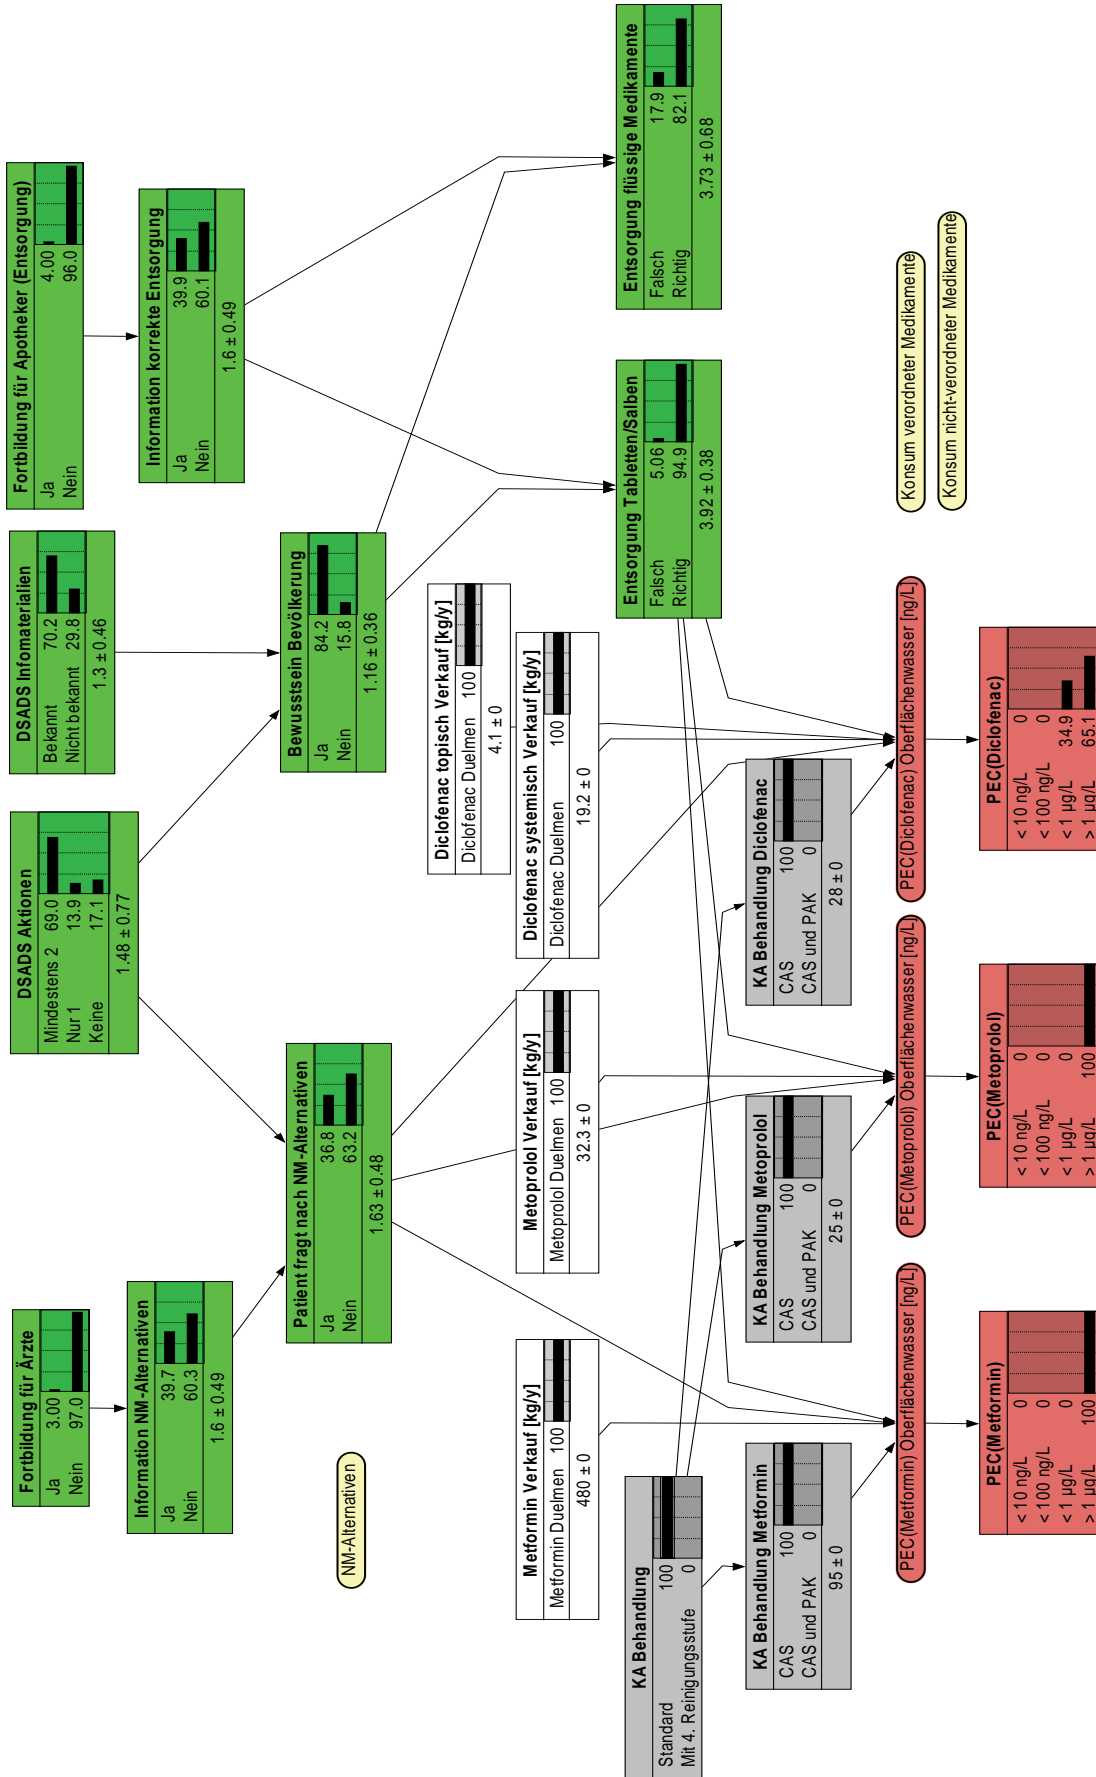 Fortbildung für Ärzte
Ja 3.00
Nein 97.0
DSADS Aktionen
Mindestens 2 69.0
Nur 1 13.9
Keine 17.1
1.48 ± 0.77
DSADS Infomaterialien
Bekannt 70.2
Nicht bekannt 29.8
1.3 ± 0.46
Fortbildung für Apotheker (Entsorgung)
Ja 4.00
Nein 96.0
Information NM-Alternativen
Ja 39.7
Nein 60.3
1.6 ± 0.49
Information korrekte Entsorgung
Ja 39.9
Nein 60.1
1.6 ± 0.49
Patient fragt nach NM-Alternativen
Ja 36.8
Nein 63.2
1.63 ± 0.48
Bewusstsein Bevölkerung
Ja 84.2
Nein 15.8
1.16 ± 0.36
NM-Alternativen
Diclofenac topisch Verkauf [kg/y]
Diclofenac Duelmen 100
4.1 ± 0
Metformin Verkauf [kg/y]
Metformin Duelmen 100
480 ± 0
Metoprolol Verkauf [kg/y]
Metoprolol Duelmen 100
32.3 ± 0
Diclofenac systemisch Verkauf [kg/y]
Diclofenac Duelmen 100
19.2 ± 0
Entsorgung Tabletten/Salben
Falsch 5.06
Richtig 94.9
3.92 ± 0.38
Entsorgung flüssige Medikamente
Falsch 17.9
Richtig 82.1
3.73 ± 0.68
KA Behandlung
Standard 100
Mit 4. Reinigungsstufe 0
KA Behandlung Metformin
CAS 100
CAS und PAK 0
95 ± 0
KA Behandlung Metoprolol
CAS 100
CAS und PAK 0
25 ± 0
KA Behandlung Diclofenac
CAS 100
CAS und PAK 0
28 ± 0
PEC(Metformin) Oberflächenwasser [ng/L]
PEC(Metoprolol) Oberflächenwasser [ng/L]
PEC(Diclofenac) Oberflächenwasser [ng/L]
Konsum verordneter Medikamente
Konsum nicht-verordneter Medikamente
PEC(Metformin)
< 10 ng/L 0
< 100 ng/L 0
< 1 µg/L 0
> 1 µg/L 100
PEC(Metoprolol)
< 10 ng/L 0
< 100 ng/L 0
< 1 µg/L 0
> 1 µg/L 100
PEC(Diclofenac)
< 10 ng/L 0
< 100 ng/L 0
< 1 µg/L 34.9
> 1 µg/L 65.1